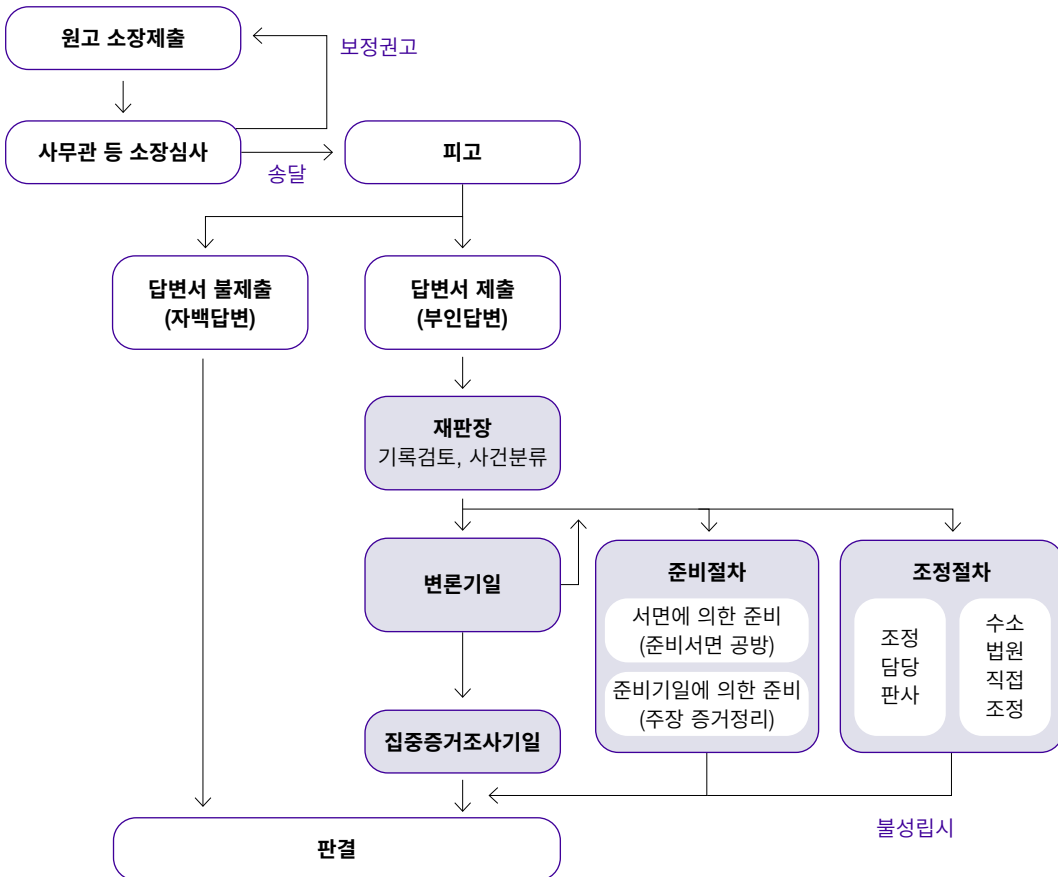 원고 소장제출
보정권고
사무관 등 소장심사
송달
피고
답변서 불제출
(자백답변)
답변서 제출
(부인답변)
재판장
기록검토, 사건분류
변론기일
준비절차
서면에 의한 준비
(준비서면 공방)
준비기일에 의한 준비
(주장 증거정리)
조정절차
조정
담당
판사
수소
법원
직접
조정
집중증거조사기일
불성립시
판결